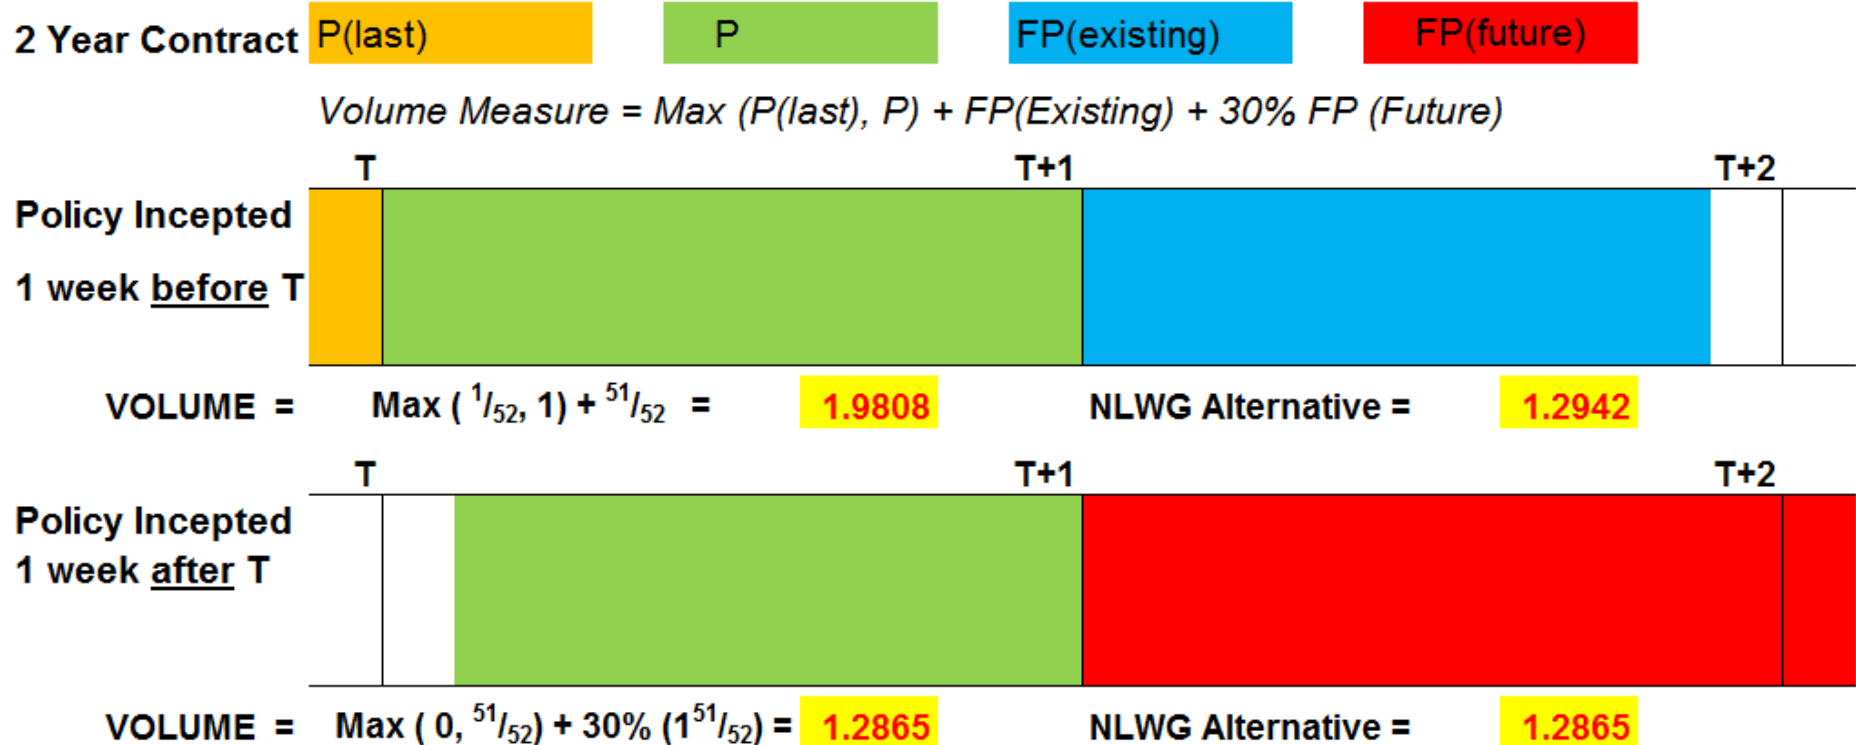 2 Year Contract P(last) P FP(existing) FP(future)
Volume Measure = Max (P(last), P) + FP(Existing) + 30% FP (Future)
T T+1 T+2
Policy Incepted
1 week before T
VOLUME = Max ( 1/52, 1) + 51/52 = 1.9808 NLWG Alternative = 1.2942
T T+1 T+2
Policy Incepted
1 week after T
VOLUME = Max ( 0, 51/52) + 30% (1 51/52) = 1.2865 NLWG Alternative = 1.2865